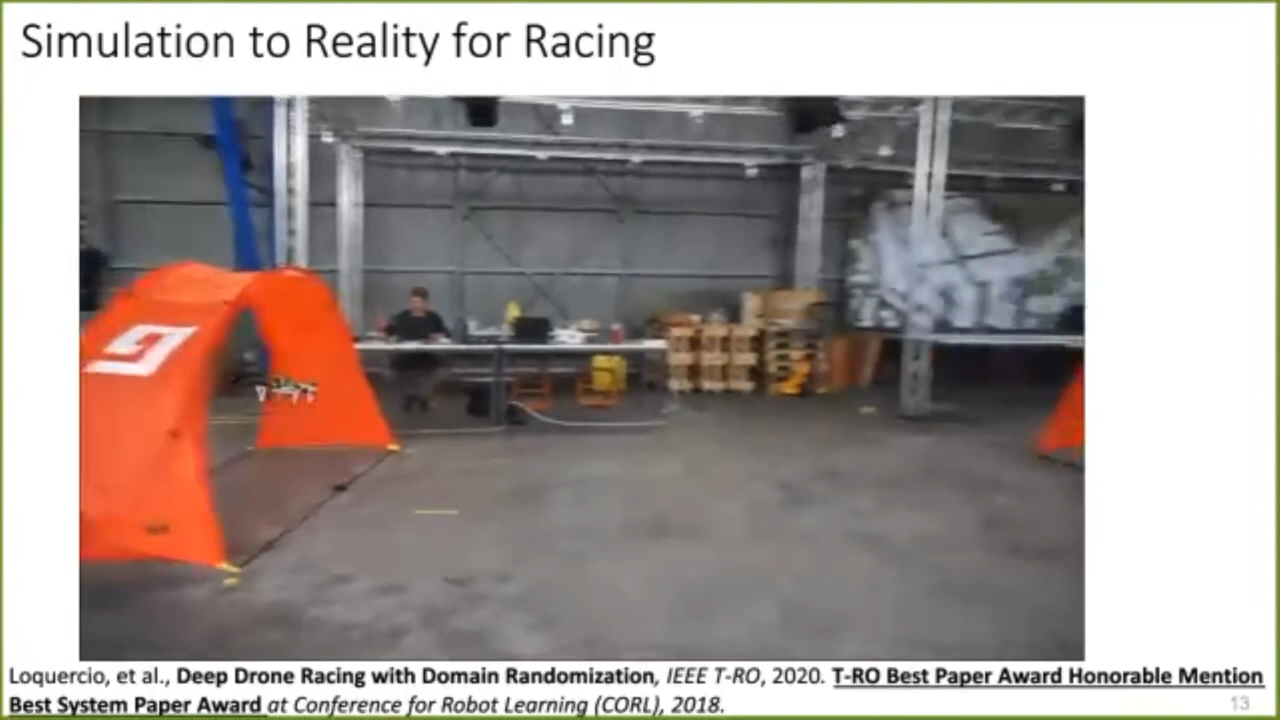 Simulation to Reality for Racing
Loquercio, et al., Deep Drone Racing with Domain Randomization, IEEE T-RO, 2020. T-RO Best Paper Award Honorable Mention
Best System Paper Award at Conference for Robot Learning (CORL), 2018.
13